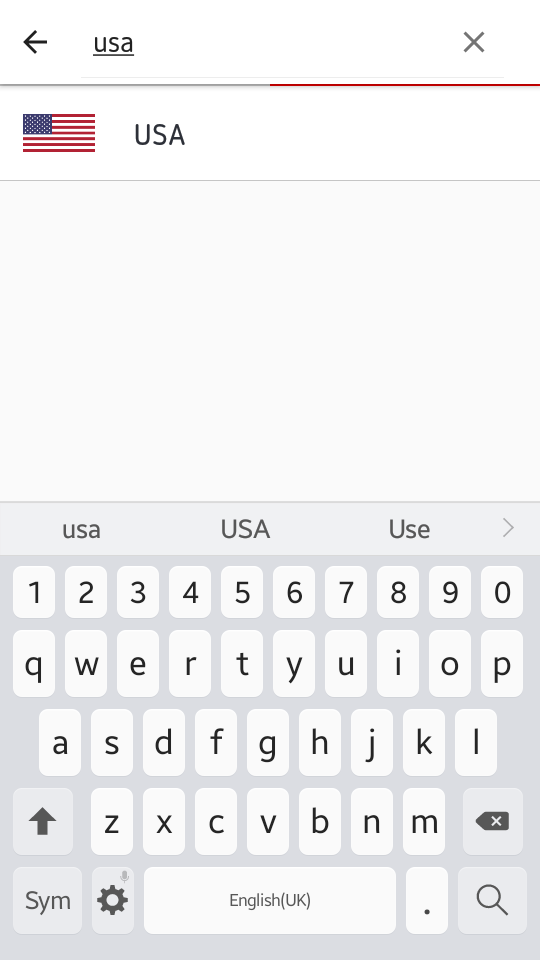 usa
USA
usa USA Use
1 2 3 4 5 6 7 8 9 0
q w e r t y u i o p
a s d f g h j k l
z x c v b n m
Sym English(UK) .